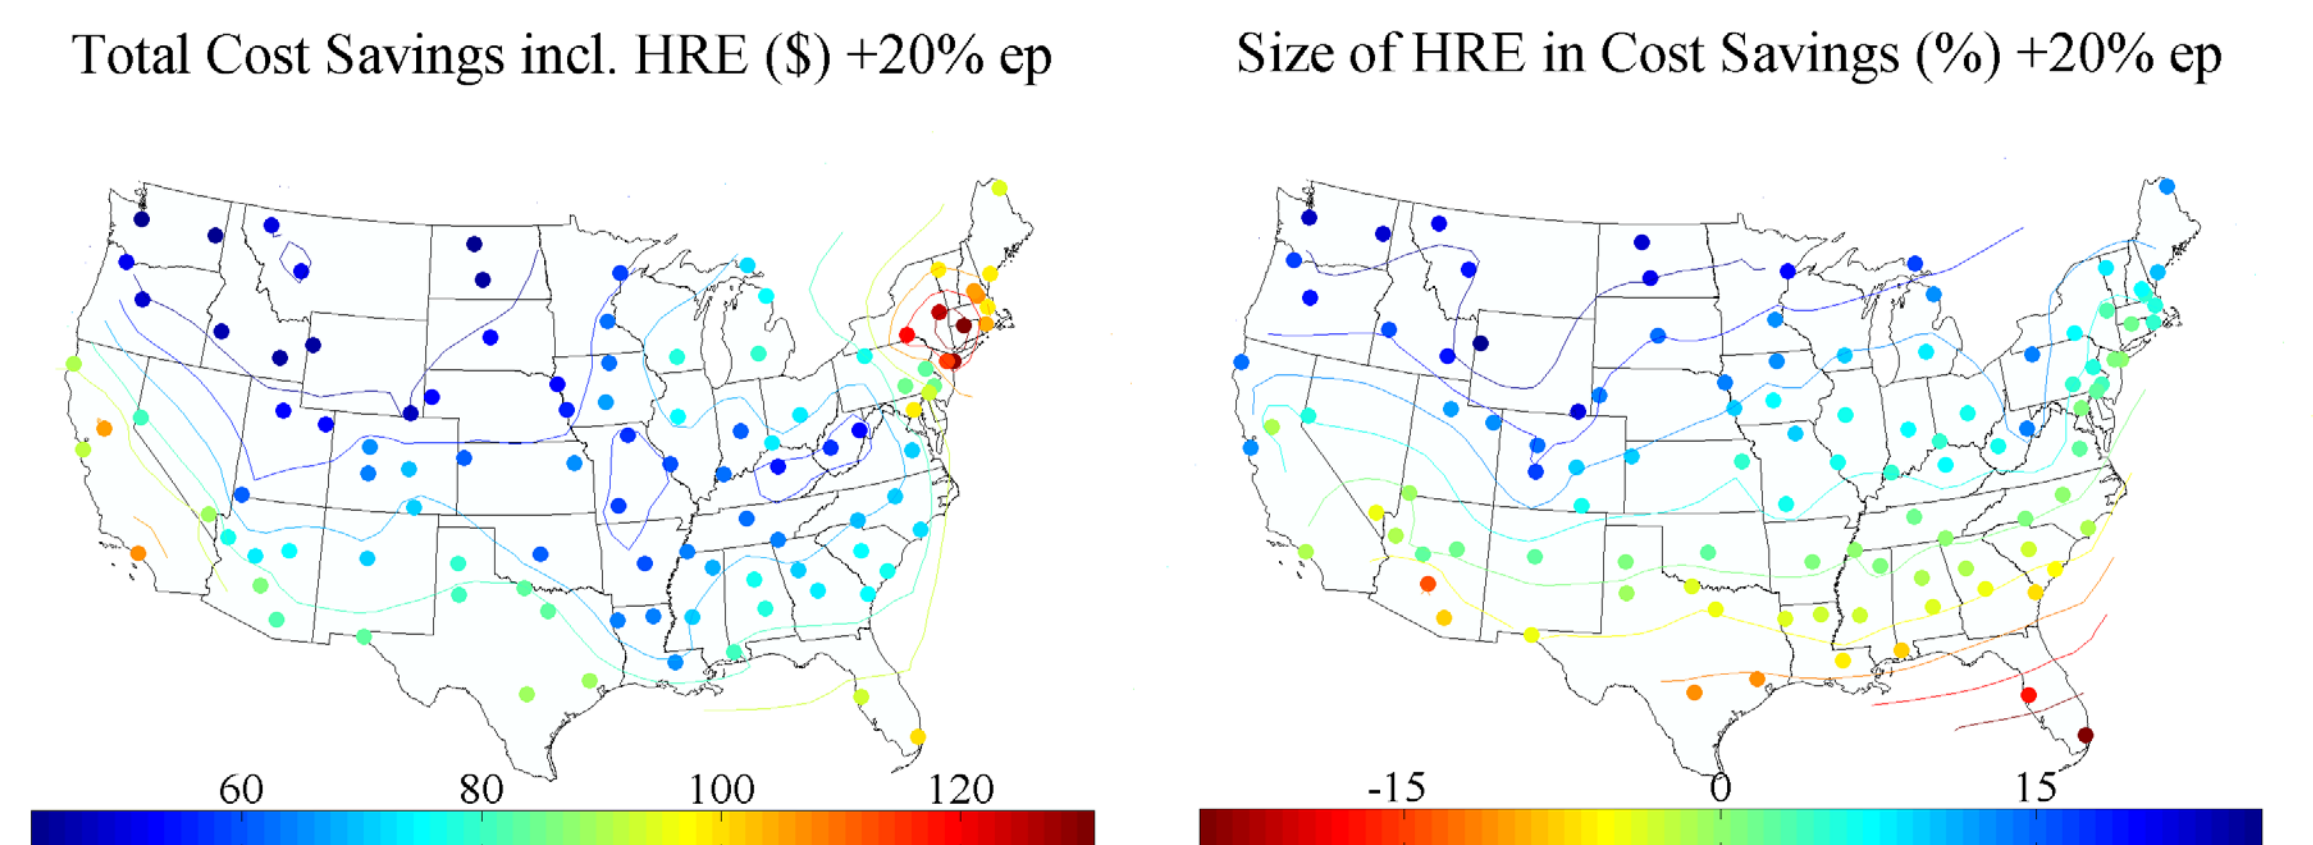 Total Cost Savings incl. HRE ($) +20% ep
Size of HRE in Cost Savings (%) +20% ep
60 80 100 120
-15 0 15